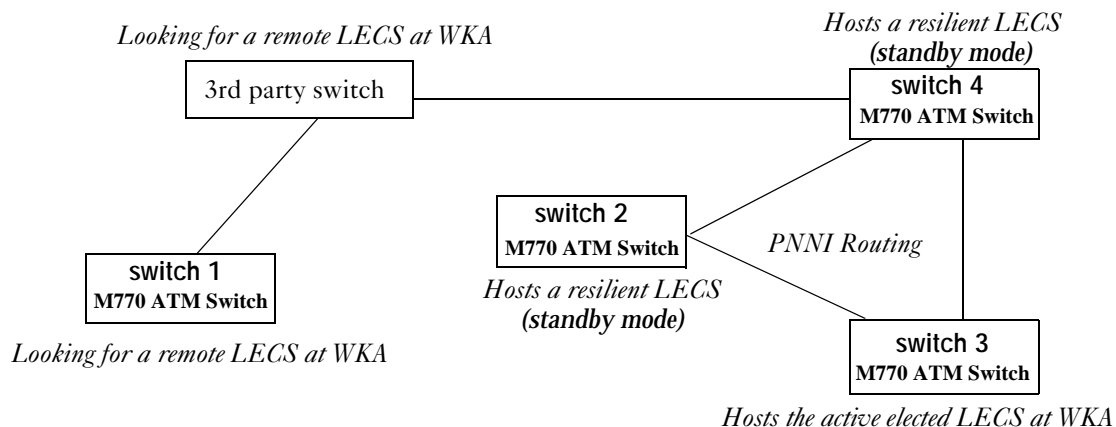 Looking for a remote LECS at WKA
3rd party switch
Hosts a resilient LECS
(standby mode)
switch 4
M770 ATM Switch
switch 2
M770 ATM Switch
Hosts a resilient LECS
(standby mode)
PNNI Routing
switch 1
M770 ATM Switch
Looking for a remote LECS at WKA
switch 3
M770 ATM Switch
Hosts the active elected LECS at WKA